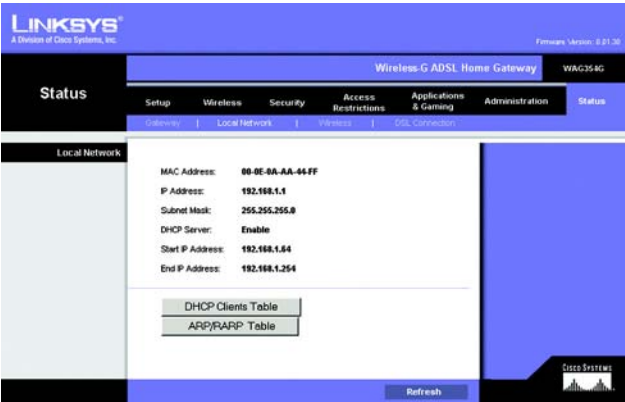 LINKSYS®
A Division of Cisco Systems, Inc.
Firmware Version: 0.01.30
Wireless-G ADSL Home Gateway WAG354G
Status
Setup Wireless Security Access Restrictions Applications & Gaming Administration Status
Gateway | Local Network | Wireless | DSL Connection
Local Network
MAC Address: 00-0E-0A-AA-44-FF
IP Address: 192.168.1.1
Subnet Mask: 255.255.255.0
DHCP Server: Enable
Start IP Address: 192.168.1.64
End IP Address: 192.168.1.254
DHCP Clients Table
ARP/RARP Table
CISCO SYSTEMS
Refresh